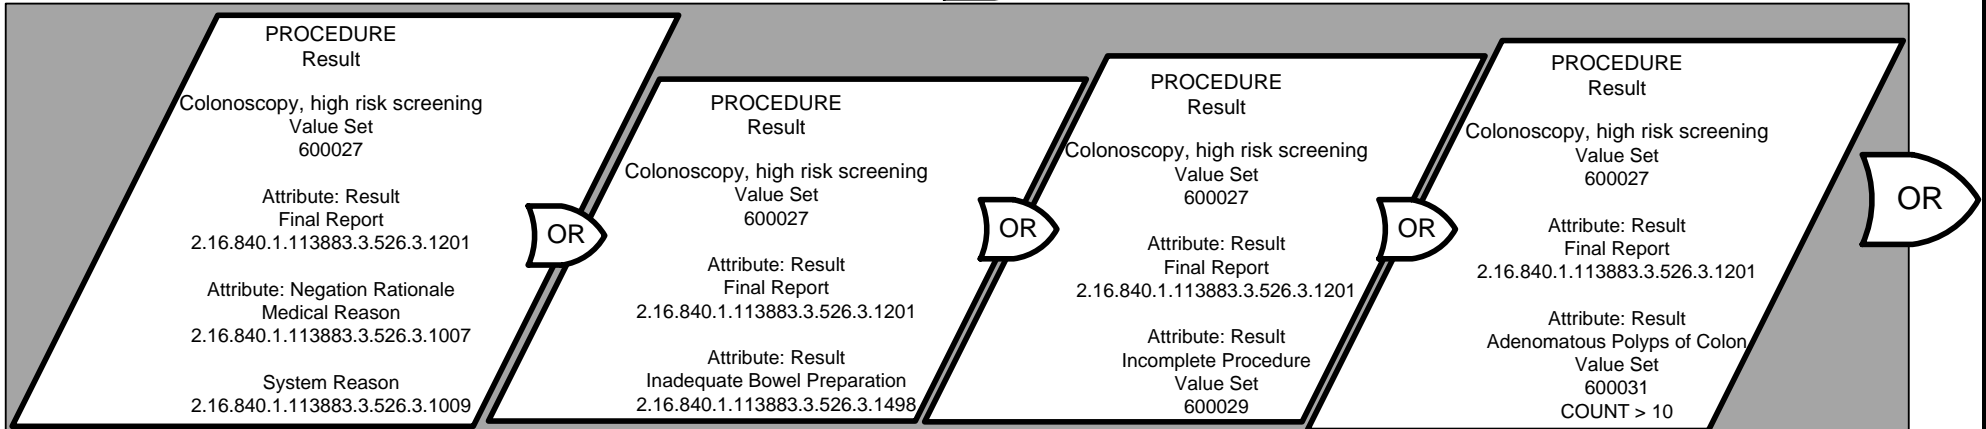 PROCEDURE
Result
Colonoscopy, high risk screening
Value Set
600027
Attribute: Result
Final Report
2.16.840.1.113883.3.526.3.1201
Attribute: Negation Rationale
Medical Reason
2.16.840.1.113883.3.526.3.1007
System Reason
2.16.840.1.113883.3.526.3.1009
OR
PROCEDURE
Result
Colonoscopy, high risk screening
Value Set
600027
Attribute: Result
Final Report
2.16.840.1.113883.3.526.3.1201
Attribute: Result
Inadequate Bowel Preparation
2.16.840.1.113883.3.526.3.1498
OR
PROCEDURE
Result
Colonoscopy, high risk screening
Value Set
600027
Attribute: Result
Final Report
2.16.840.1.113883.3.526.3.1201
Attribute: Result
Incomplete Procedure
Value Set
600029
OR
PROCEDURE
Result
Colonoscopy, high risk screening
Value Set
600027
Attribute: Result
Final Report
2.16.840.1.113883.3.526.3.1201
Attribute: Result
Adenomatous Polyps of Colon
Value Set
600031
COUNT > 10
OR